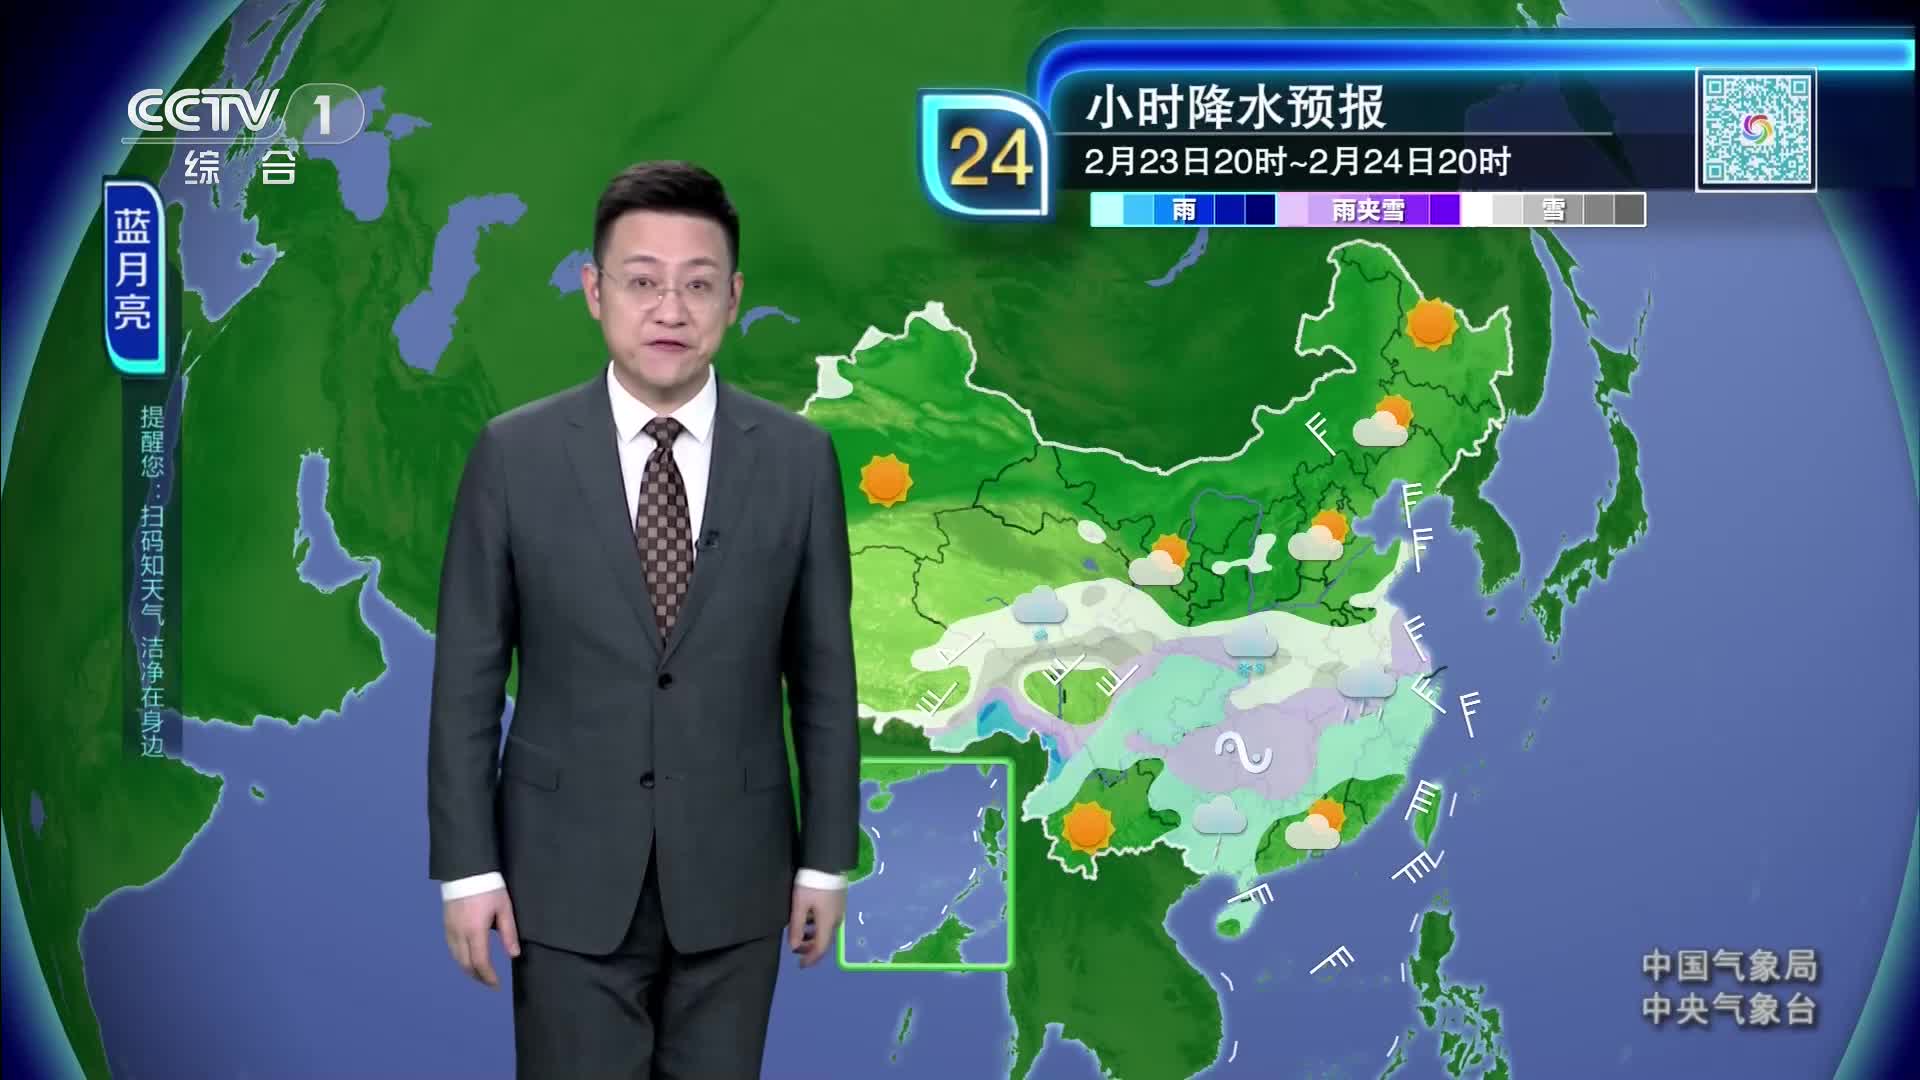 CCTV 1
综合
蓝月亮
提醒您：扫码知天气 洁净在身边
24
小时降水预报
2月23日20时~2月24日20时
雨 雨夹雪 雪
中国气象局
中央气象台